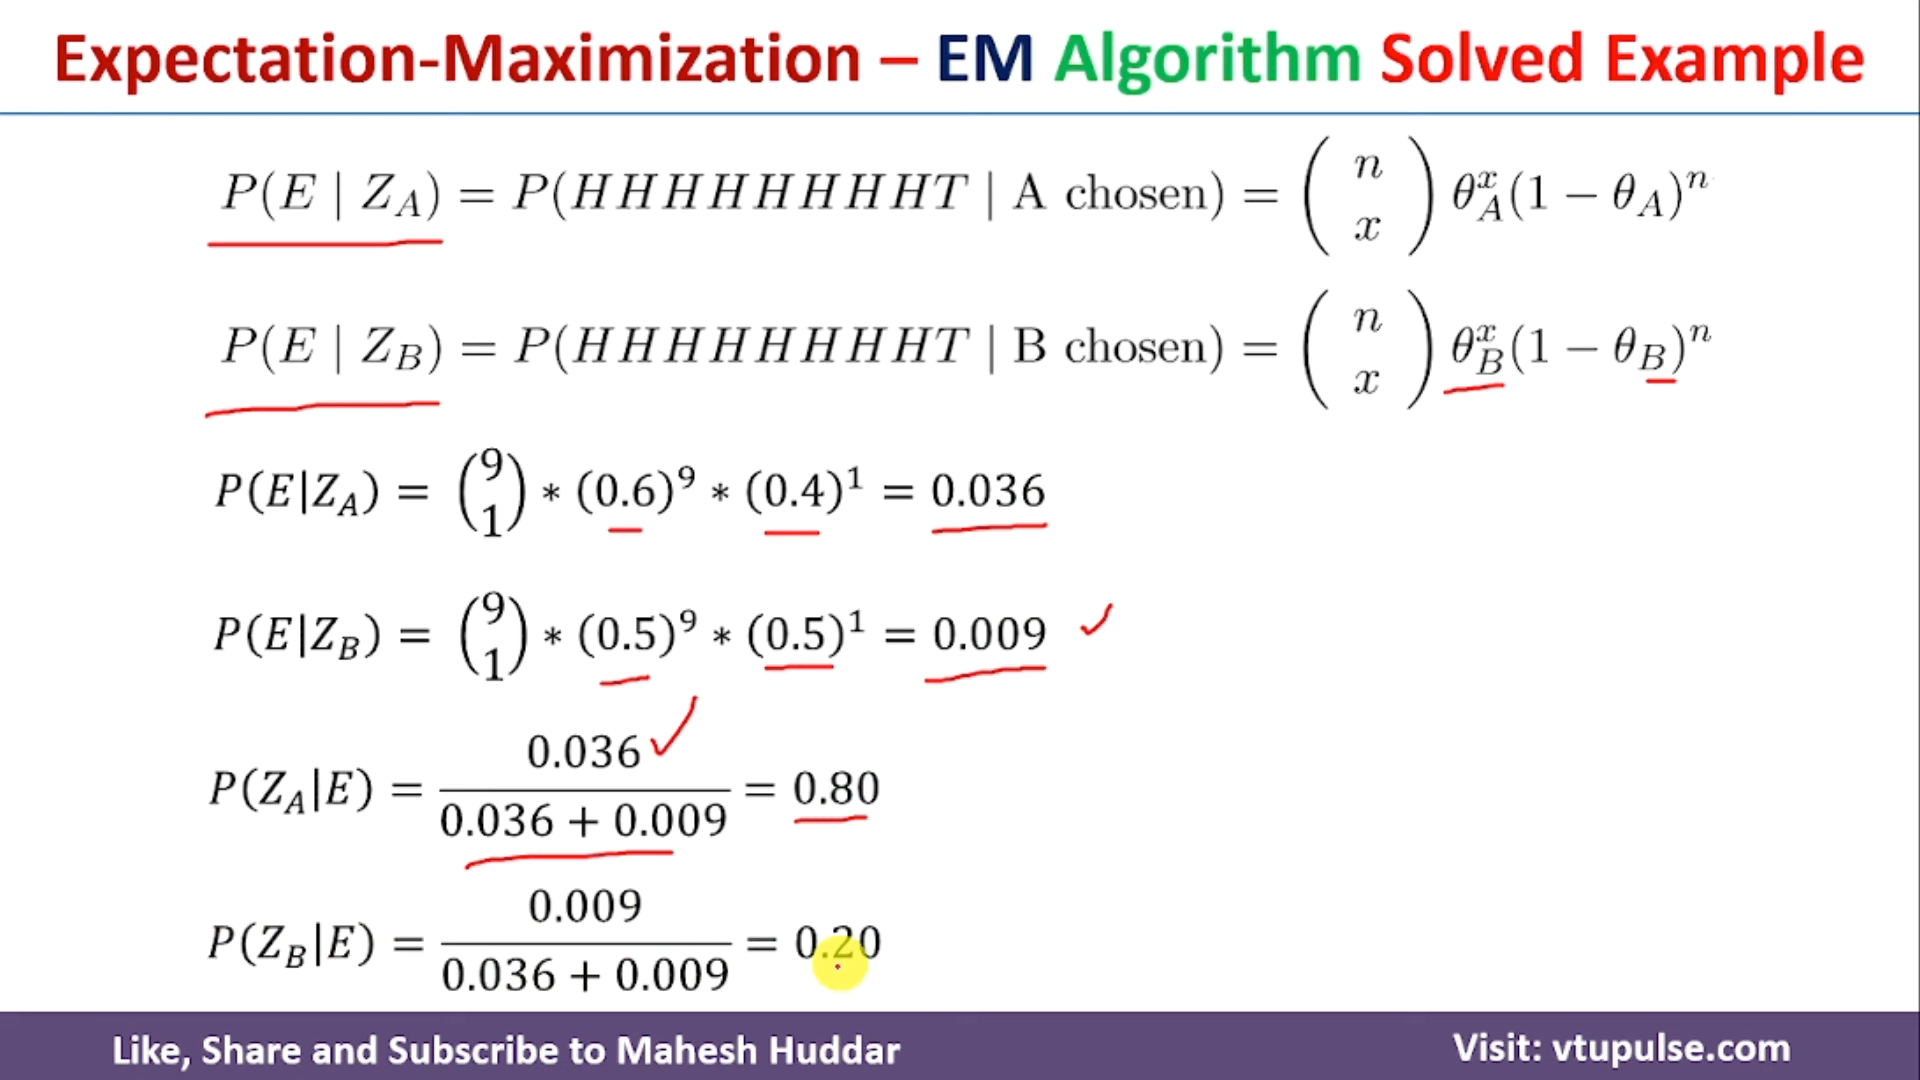 Expectation-Maximization – EM Algorithm Solved Example
P(E | Z_A) = P(HHHHHHHHHT | A chosen) = (n x) θ_A^x (1 − θ_A)^n
P(E | Z_B) = P(HHHHHHHHHT | B chosen) = (n x) θ_B^x (1 − θ_B)^n
P(E|Z_A) = (9 1) * (0.6)^9 * (0.4)^1 = 0.036
P(E|Z_B) = (9 1) * (0.5)^9 * (0.5)^1 = 0.009
P(Z_A|E) = 0.036 / (0.036 + 0.009) = 0.80
P(Z_B|E) = 0.009 / (0.036 + 0.009) = 0.20
Like, Share and Subscribe to Mahesh Huddar
Visit: vtupulse.com